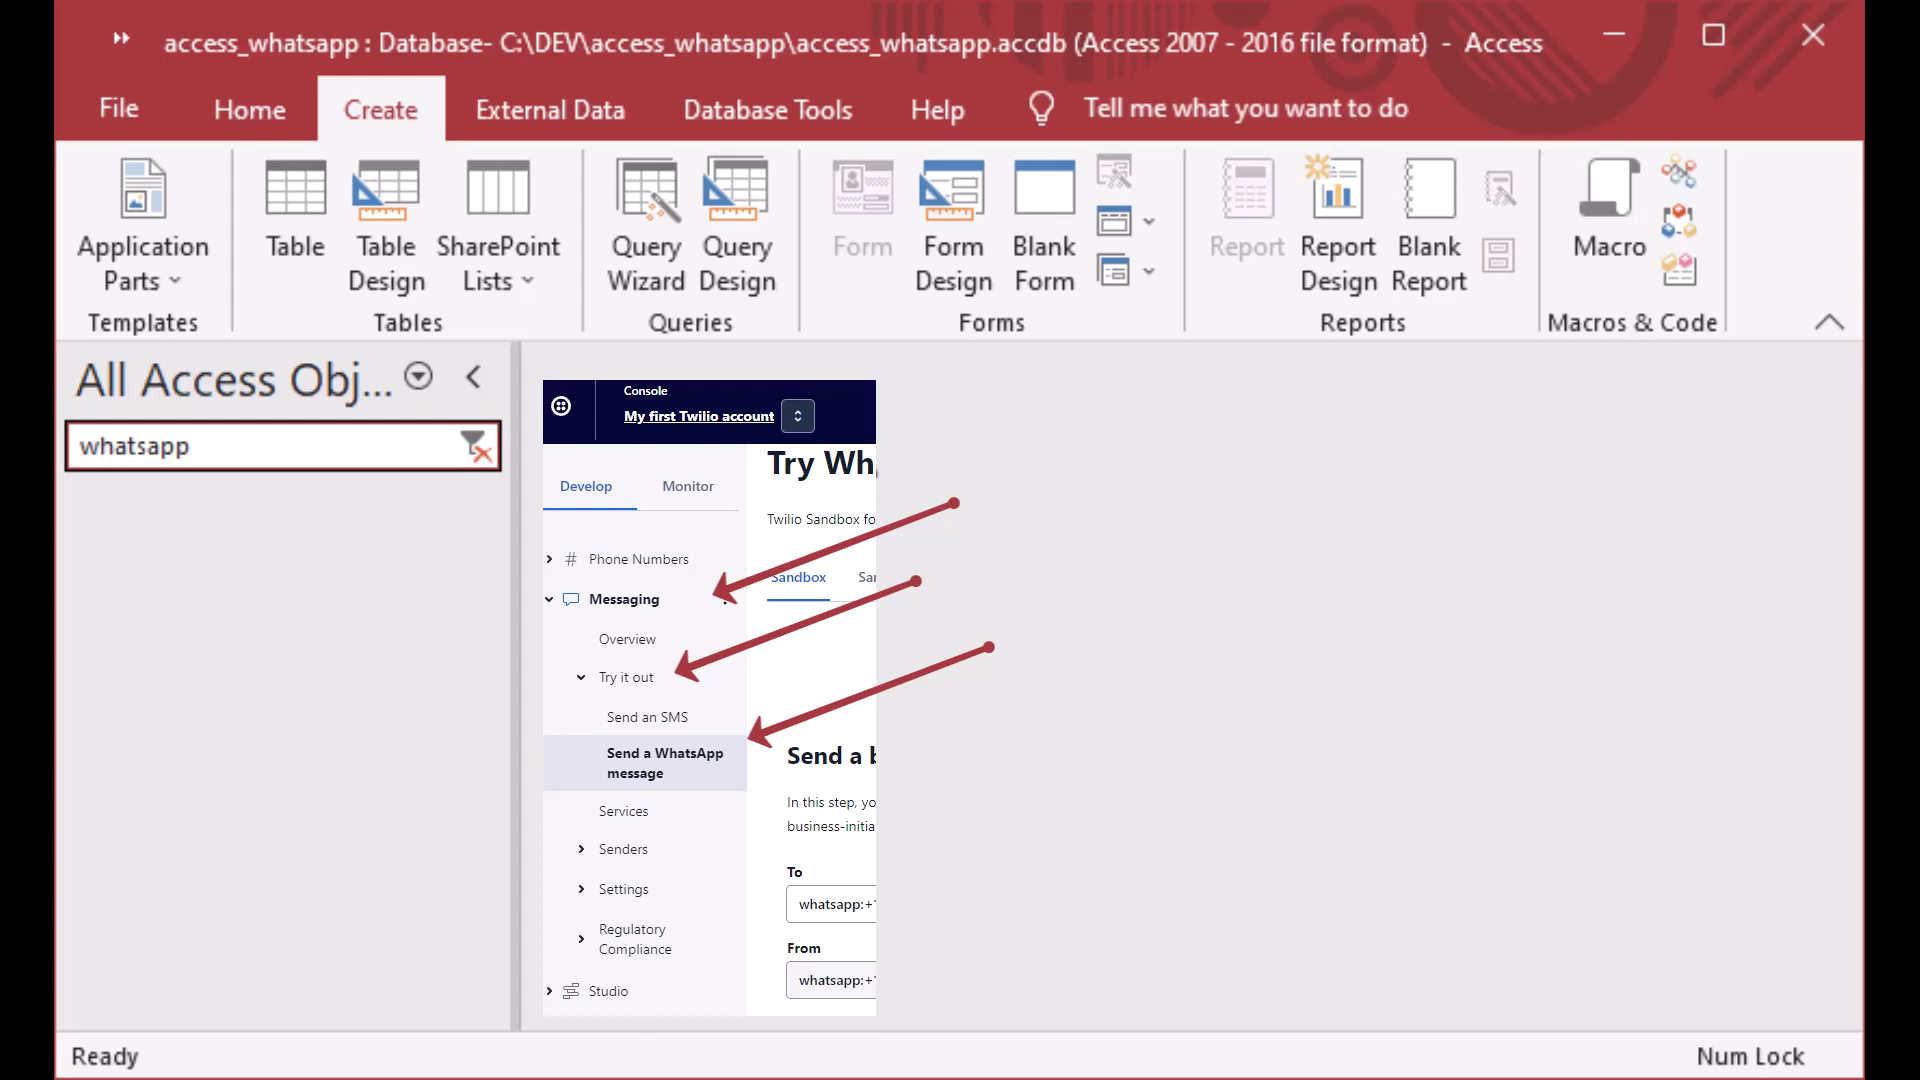 access_whatsapp : Database- C:\DEV\access_whatsapp\access_whatsapp.accdb (Access 2007 - 2016 file format) - Access
File Home Create External Data Database Tools Help Tell me what you want to do
Application Parts
Table
Table Design
SharePoint Lists
Query Wizard
Query Design
Form
Form Design
Blank Form
Report
Report Design
Blank Report
Macro
Templates Tables Queries Forms Reports Macros & Code
All Access Obj...
whatsapp
Console
My first Twilio account
Develop Monitor
# Phone Numbers
Messaging
Overview
Try it out
Send an SMS
Send a WhatsApp
message
Services
Senders
Settings
Regulatory
Compliance
Studio
Try Wh
Twilio Sandbox fo
Sandbox Sa
Send a b
In this step, yo
business-initia
To
whatsapp:+1
From
whatsapp:+1
Ready Num Lock